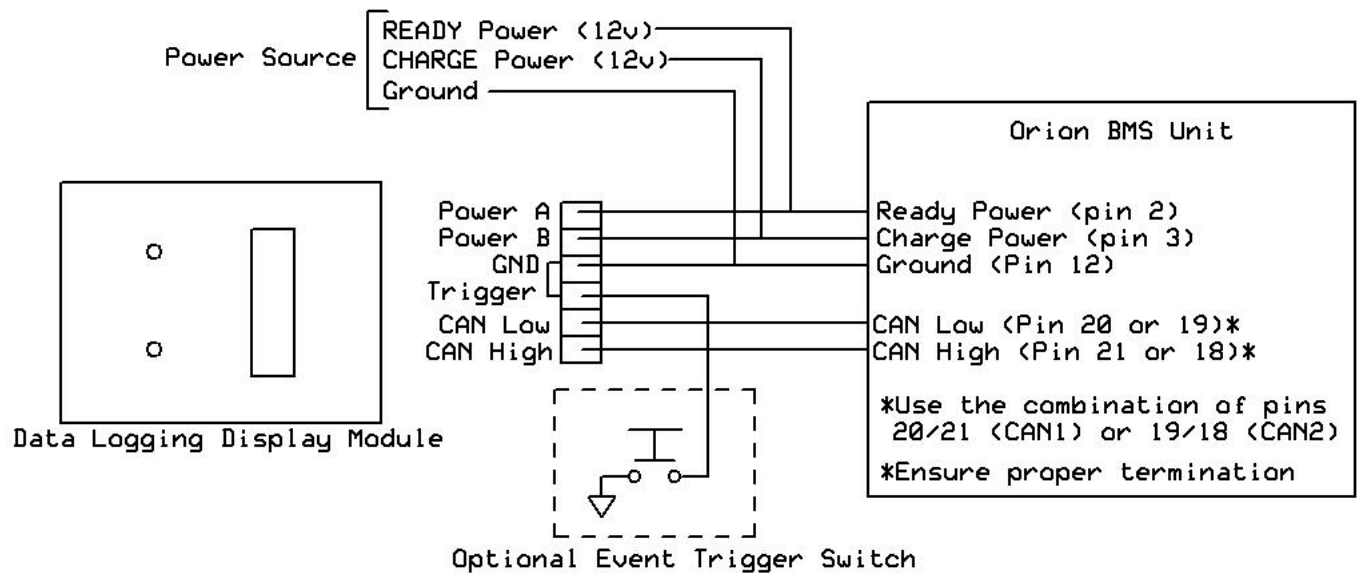 READY Power (12v)
Power Source
CHARGE Power (12v)
Ground
Orion BMS Unit
Power A
Power B
GND
Trigger
CAN Low
CAN High
Ready Power (pin 2)
Charge Power (pin 3)
Ground (Pin 12)
CAN Low (Pin 20 or 19)*
CAN High (Pin 21 or 18)*
*Use the combination of pins
20/21 (CAN1) or 19/18 (CAN2)
*Ensure proper termination
Data Logging Display Module
Optional Event Trigger Switch